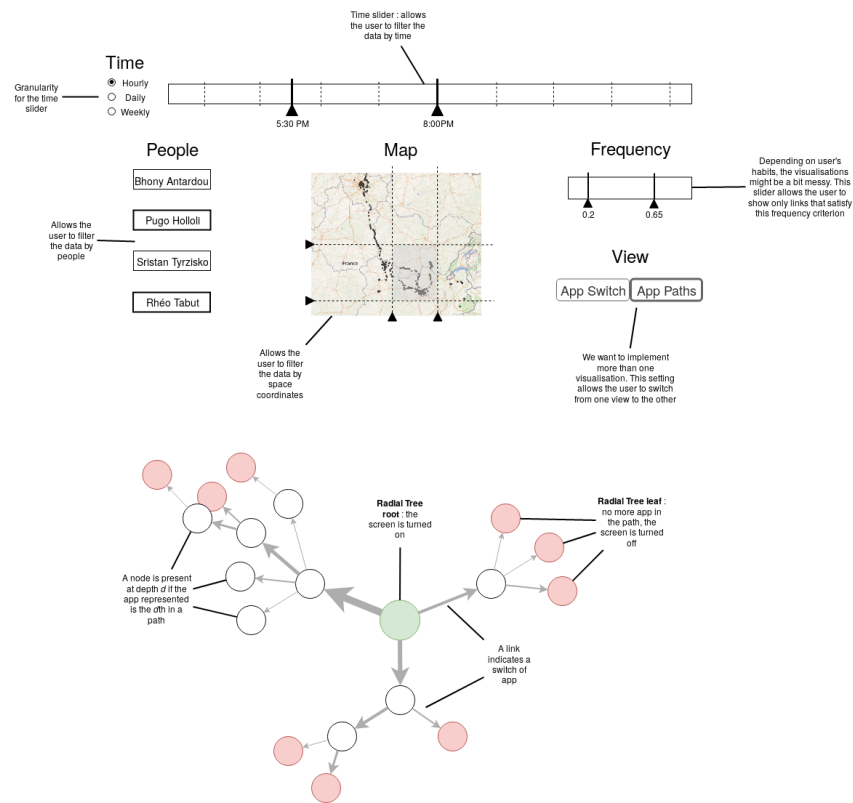 Time slider : allows
the user to filter the
data by time
Time
Hourly
Daily
Weekly
Granularity
for the time
slider
5:30 PM
8:00PM
People
Bhony Antardou
Pugo Holloli
Sristan Tyrzisko
Rhéo Tabut
Allows the
user to filter
the data by
people
Map
France
Allows the
user to filter
the data by
space
coordinates
Frequency
0.2
0.65
Depending on user's
habits, the visualisations
might be a bit messy. This
slider allows the user to
show only links that satisfy
this frequency criterion
View
App Switch
App Paths
We want to implement
more than one
visualisation. This setting
allows the user to switch
from one view to the other
Radial Tree
root : the
screen is turned
on
Radial Tree leaf :
no more app in
the path, the
screen is turned
off
A node is present
at depth d if the
app represented
is the dth in a
path
A link
indicates a
switch of
app